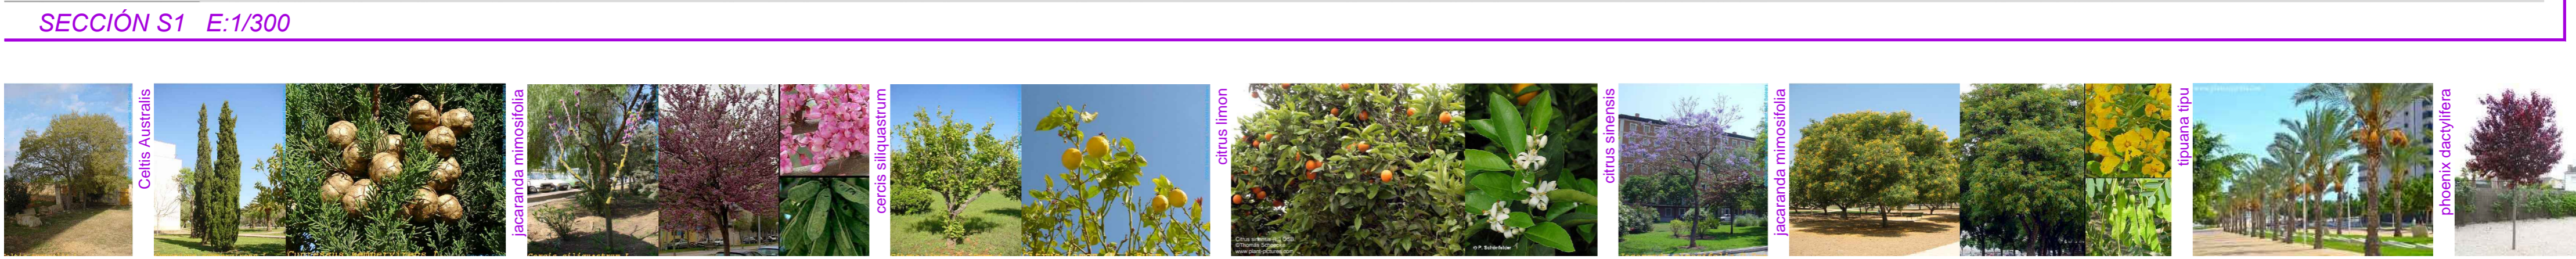 SECCIÓN S1 E:1/300
Celtis Australis
jacaranda mimosifolia
cercis siliquastrum
citrus limon
citrus sinensis
jacaranda mimosifolia
tipuana tipu
phoenix dactylifera
© P. Schönfelder